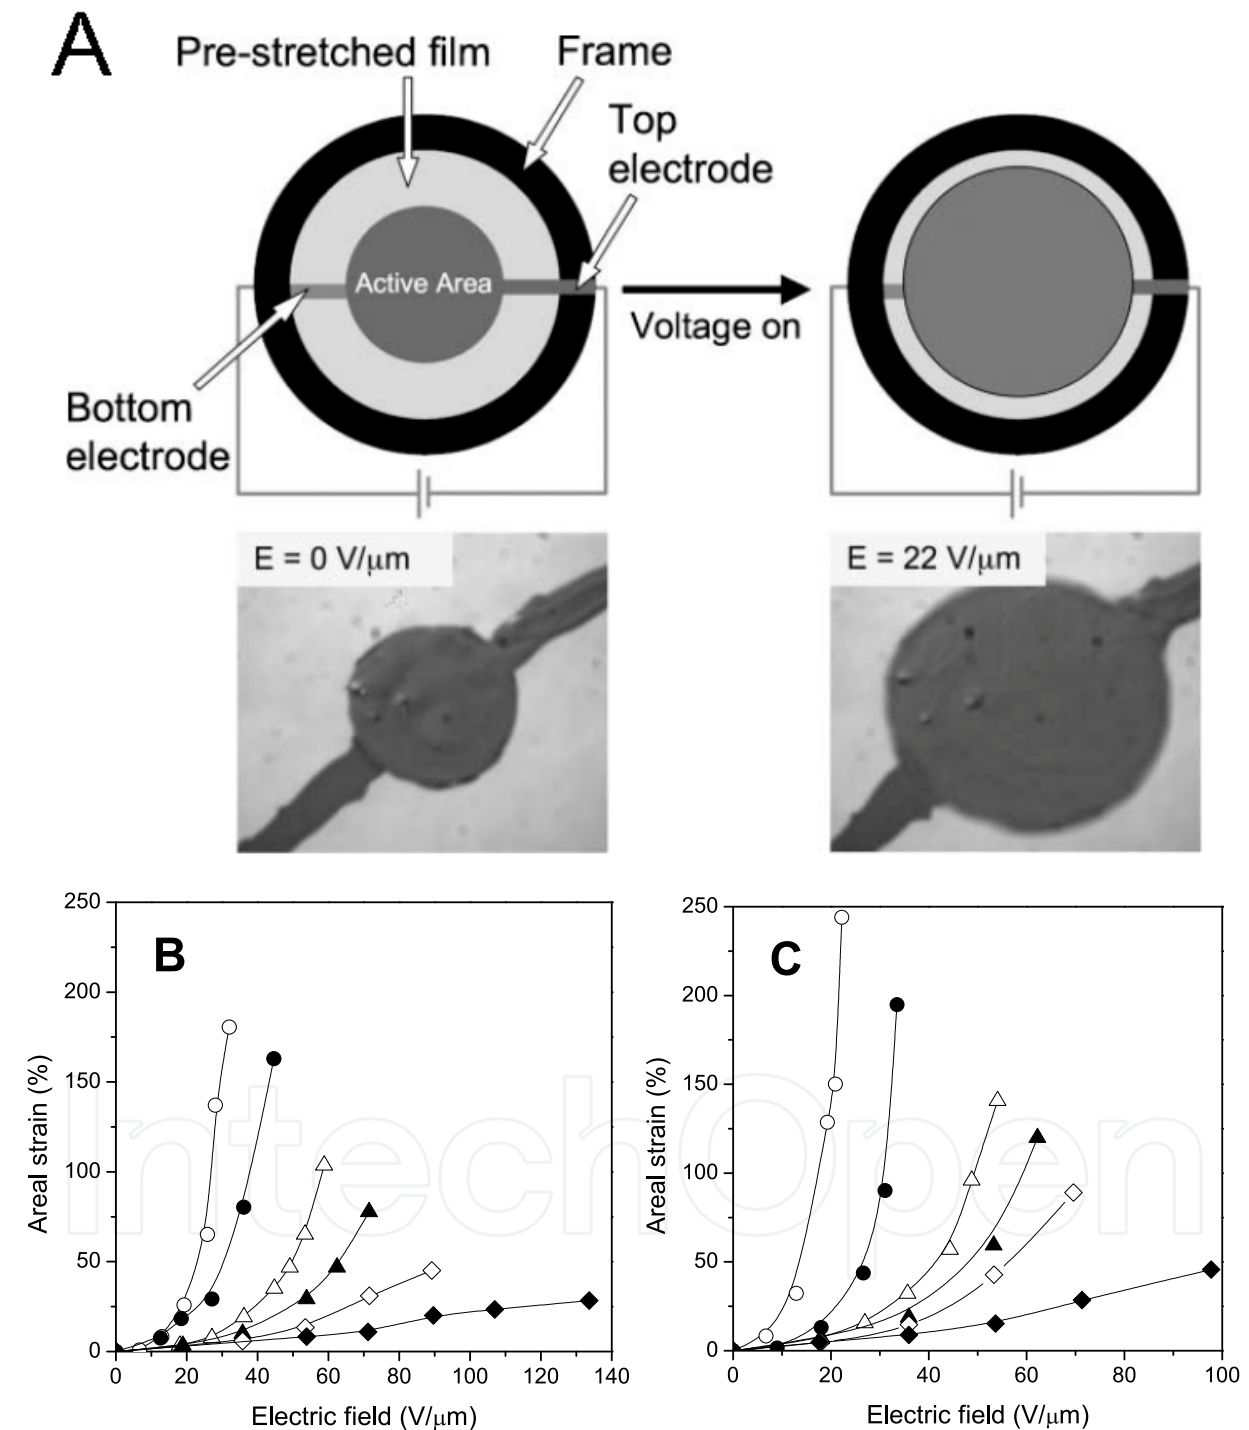 A
Pre-stretched film
Frame
Top
electrode
Active Area
Voltage on
Bottom
electrode
E = 0 V/μm
E = 22 V/μm
B
250
200
150
100
50
0
0 20 40 60 80 100 120 140
Areal strain (%)
Electric field (V/μm)
C
250
200
150
100
50
0
0 20 40 60 80 100
Areal strain (%)
Electric field (V/μm)
IntechOpen